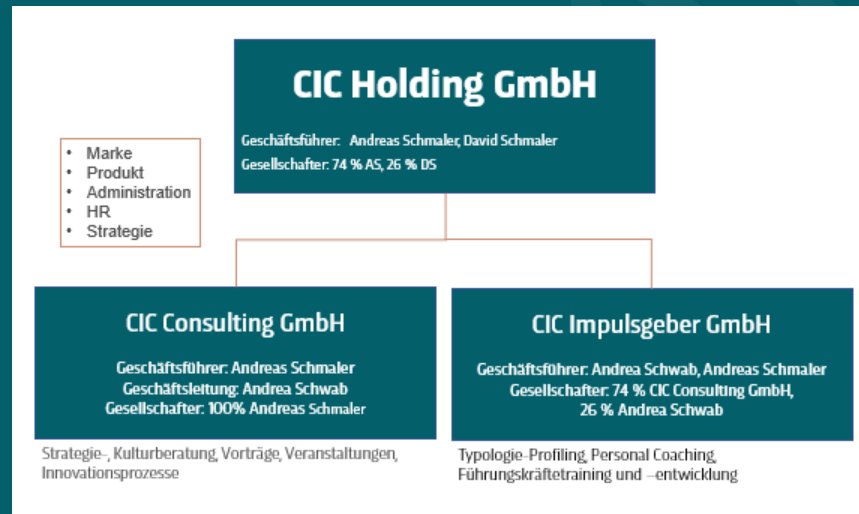 CIC Holding GmbH
Geschäftsführer: Andreas Schmaler, David Schmaler
Gesellschafter: 74 % AS, 26 % DS
• Marke
• Produkt
• Administration
• HR
• Strategie
CIC Consulting GmbH
Geschäftsführer: Andreas Schmaler
Geschäftsleitung: Andrea Schwab
Gesellschafter: 100% Andreas Schmaler
Strategie-, Kulturberatung, Vorträge, Veranstaltungen,
Innovationsprozesse
CIC Impulsgeber GmbH
Geschäftsführer: Andrea Schwab, Andreas Schmaler
Gesellschafter: 74 % CIC Consulting GmbH,
26 % Andrea Schwab
Typologie-Profiling, Personal Coaching,
Führungskräftetraining und –entwicklung